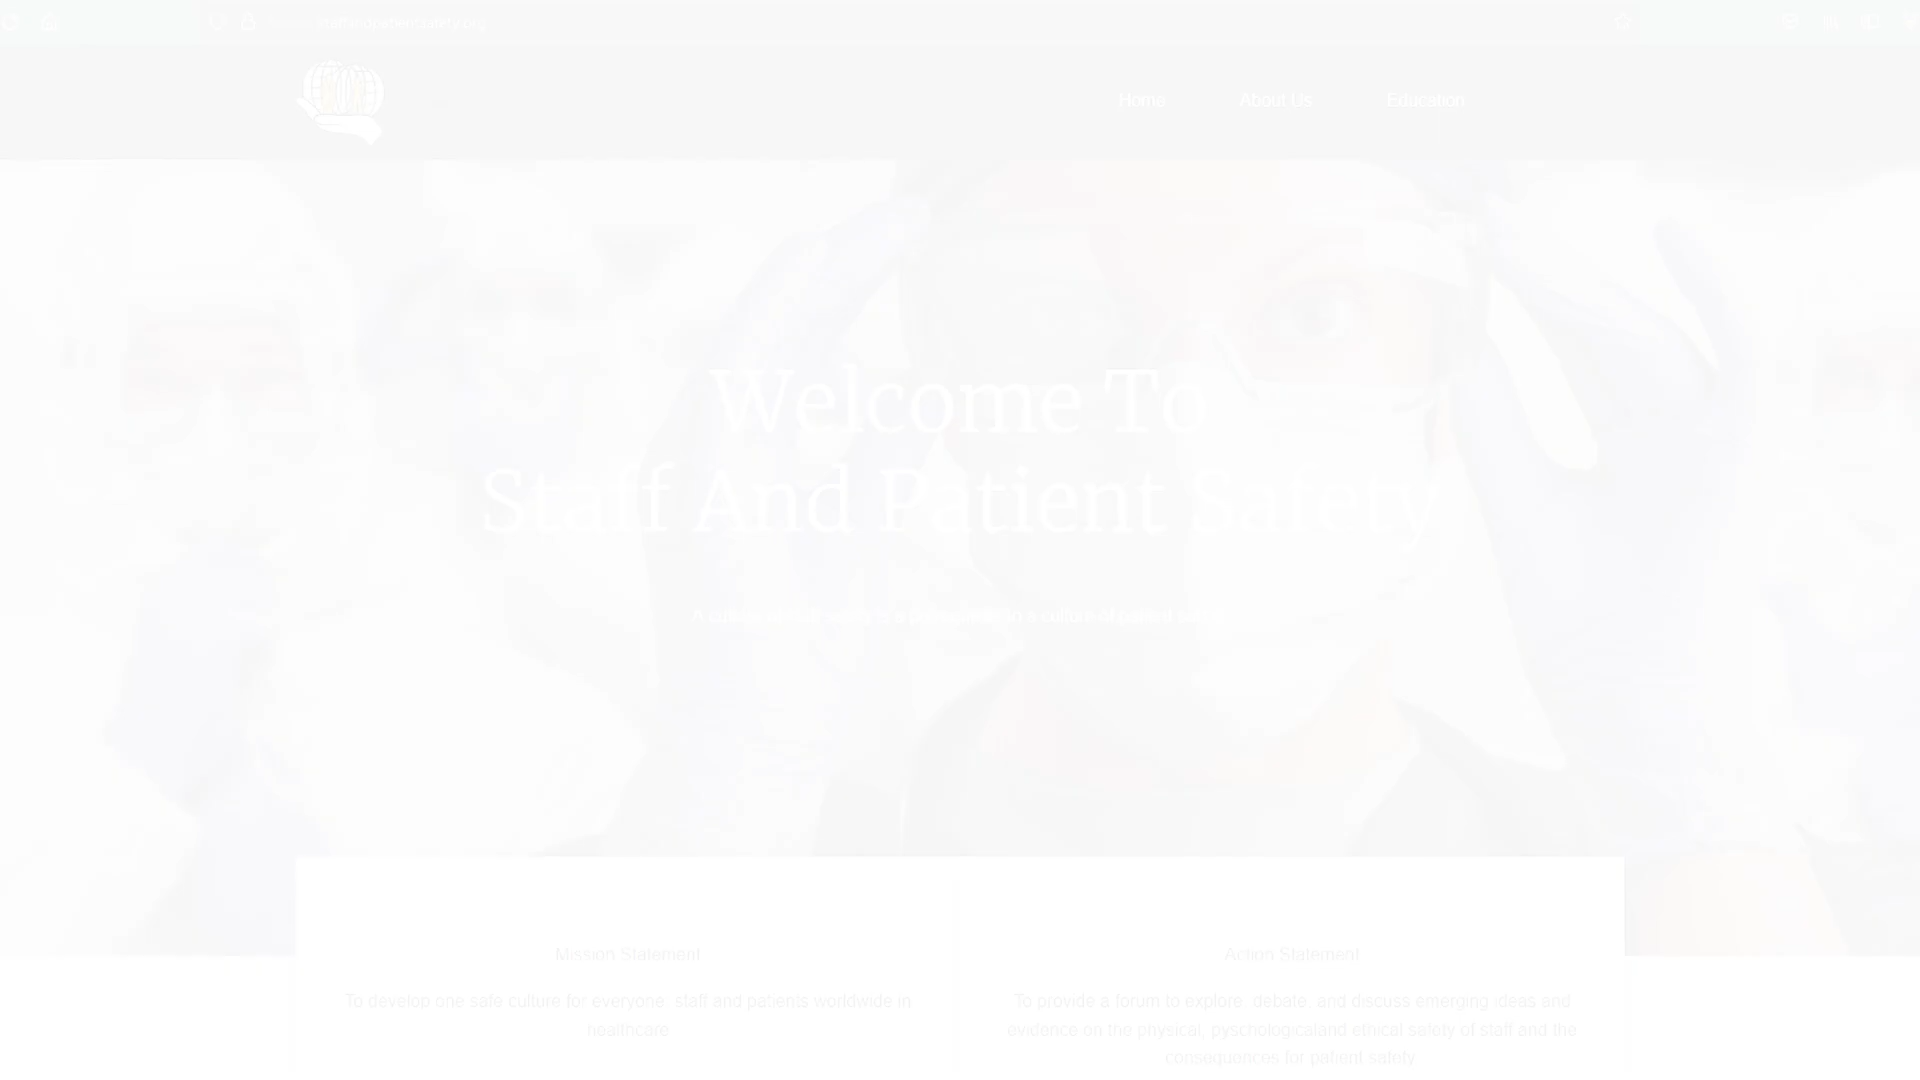 Home About Us Education
Welcome To
Staff And Patient Safety
Mission Statement
To develop one safe culture for everyone, staff and patients worldwide in
healthcare
Action Statement
To provide a forum to explore, debate, and discuss emerging ideas and
evidence on the physical, pyschologicaland ethical safety of staff and the
consequences for patient safety